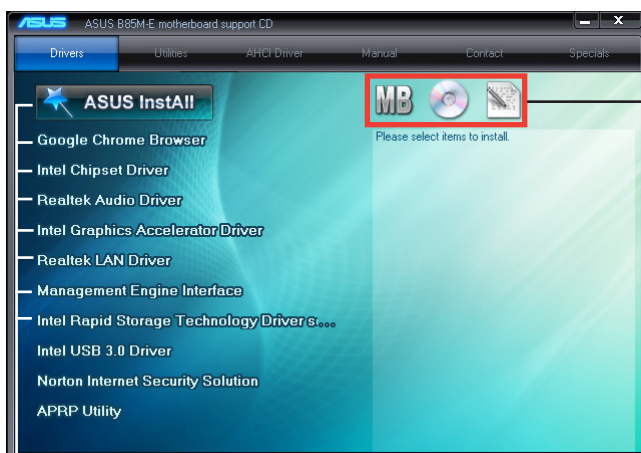 ASUS ASUS B85M-E motherboard support CD
Drivers Utilities AHCI Driver Manual Contact Specials
ASUS InstAll
MB
Please select items to install.
Google Chrome Browser
Intel Chipset Driver
Realtek Audio Driver
Intel Graphics Accelerator Driver
Realtek LAN Driver
Management Engine Interface
Intel Rapid Storage Technology Driver s...
Intel USB 3.0 Driver
Norton Internet Security Solution
APRP Utility